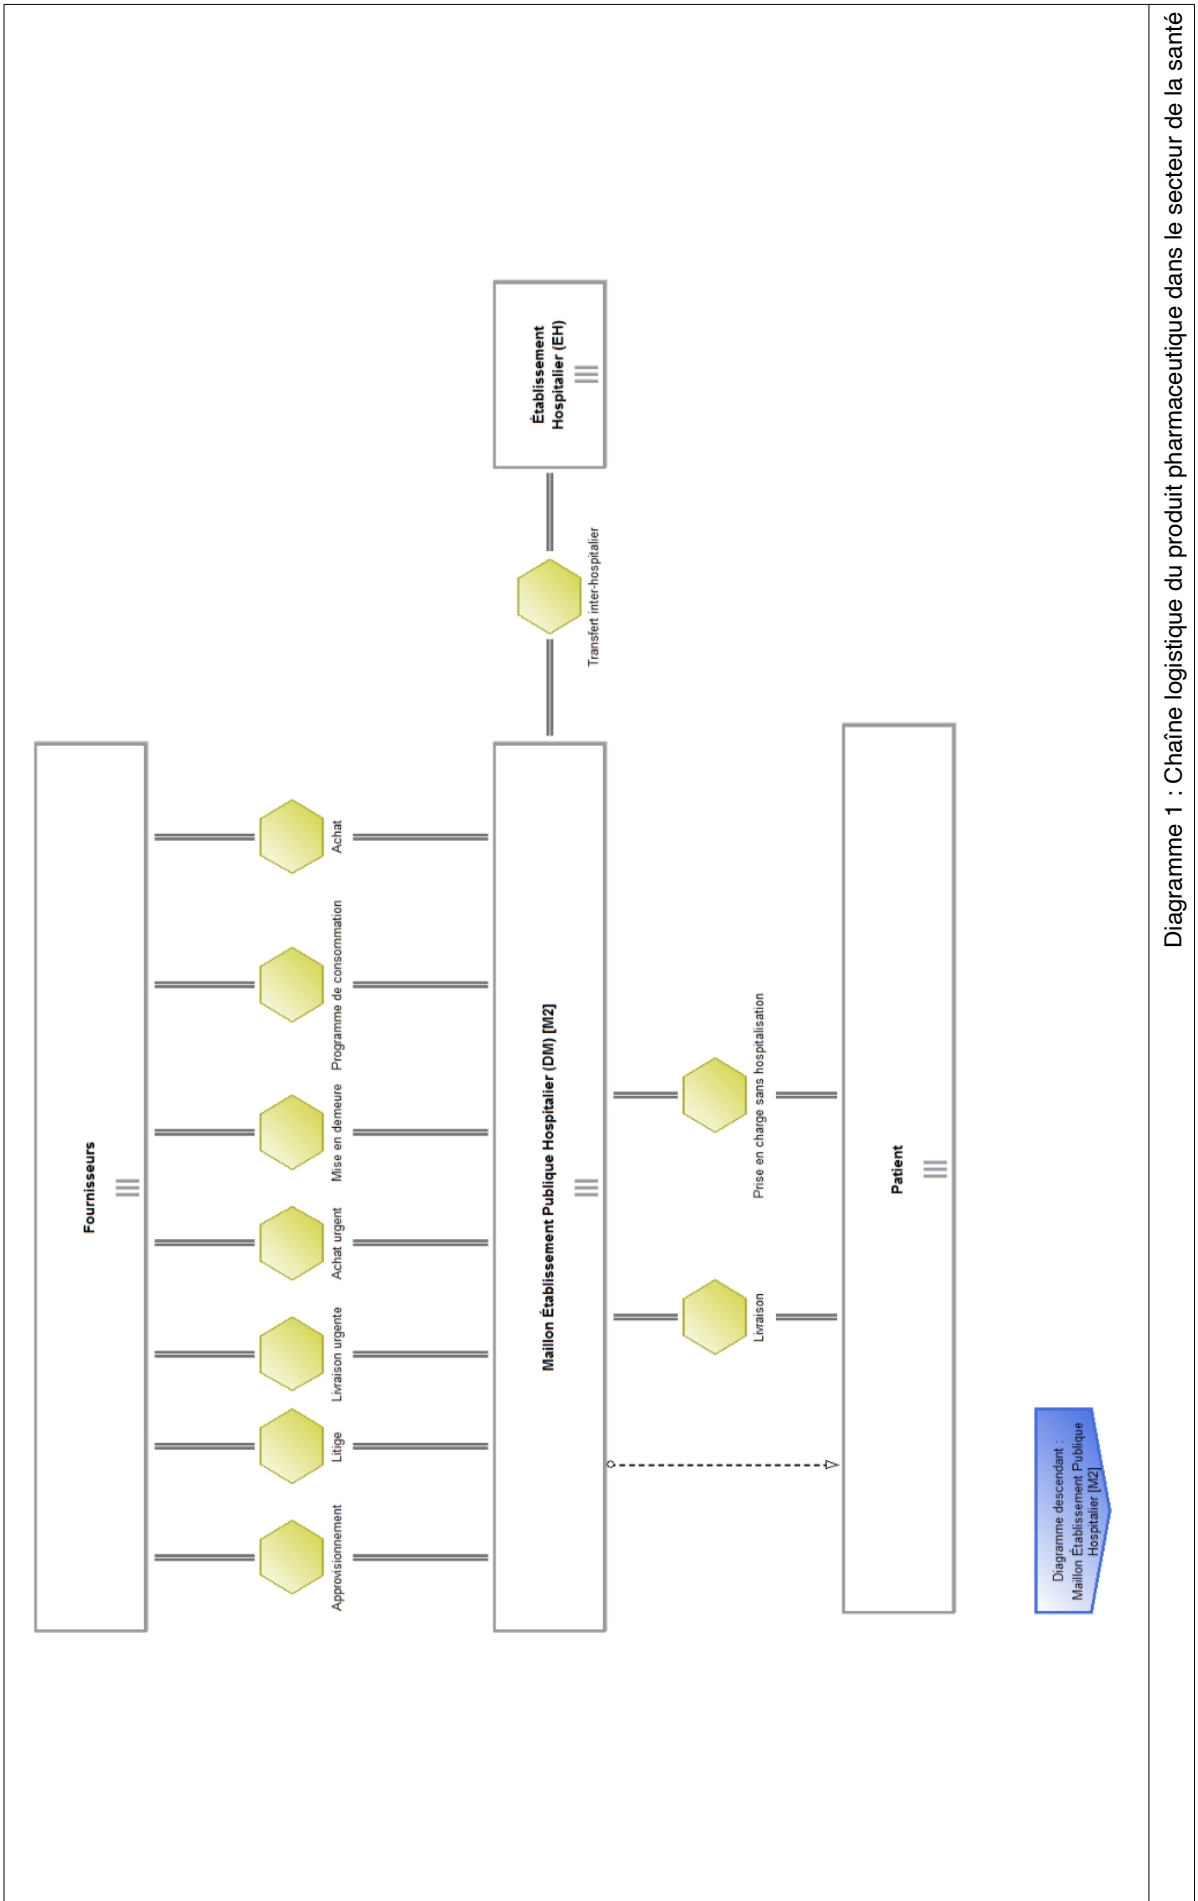 Fournisseurs
Approvisionnement
Litige
Livraison urgente
Achat urgent
Mise en demeure
Programme de consommation
Achat
Maillon Établissement Publique Hospitalier (DM) [M2]
Transfert inter-hospitalier
Établissement
Hospitalier (EH)
Livraison
Prise en charge sans hospitalisation
Patient
Diagramme descendant :
Maillon Établissement Publique
Hospitalier [M2]
Diagramme 1 : Chaîne logistique du produit pharmaceutique dans le secteur de la santé